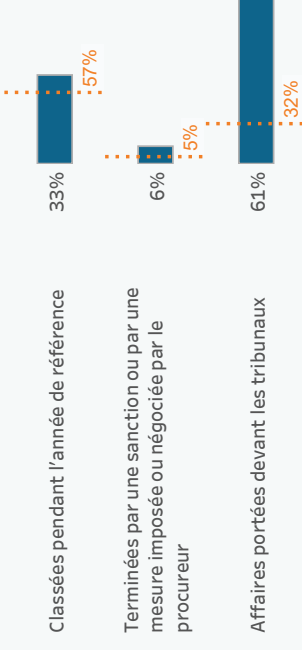 Classées pendant l'année de référence
33%
57%
Terminées par une sanction ou par une
mesure imposée ou négociée par le
procureur
6%
5%
Affaires portées devant les tribunaux
61%
32%